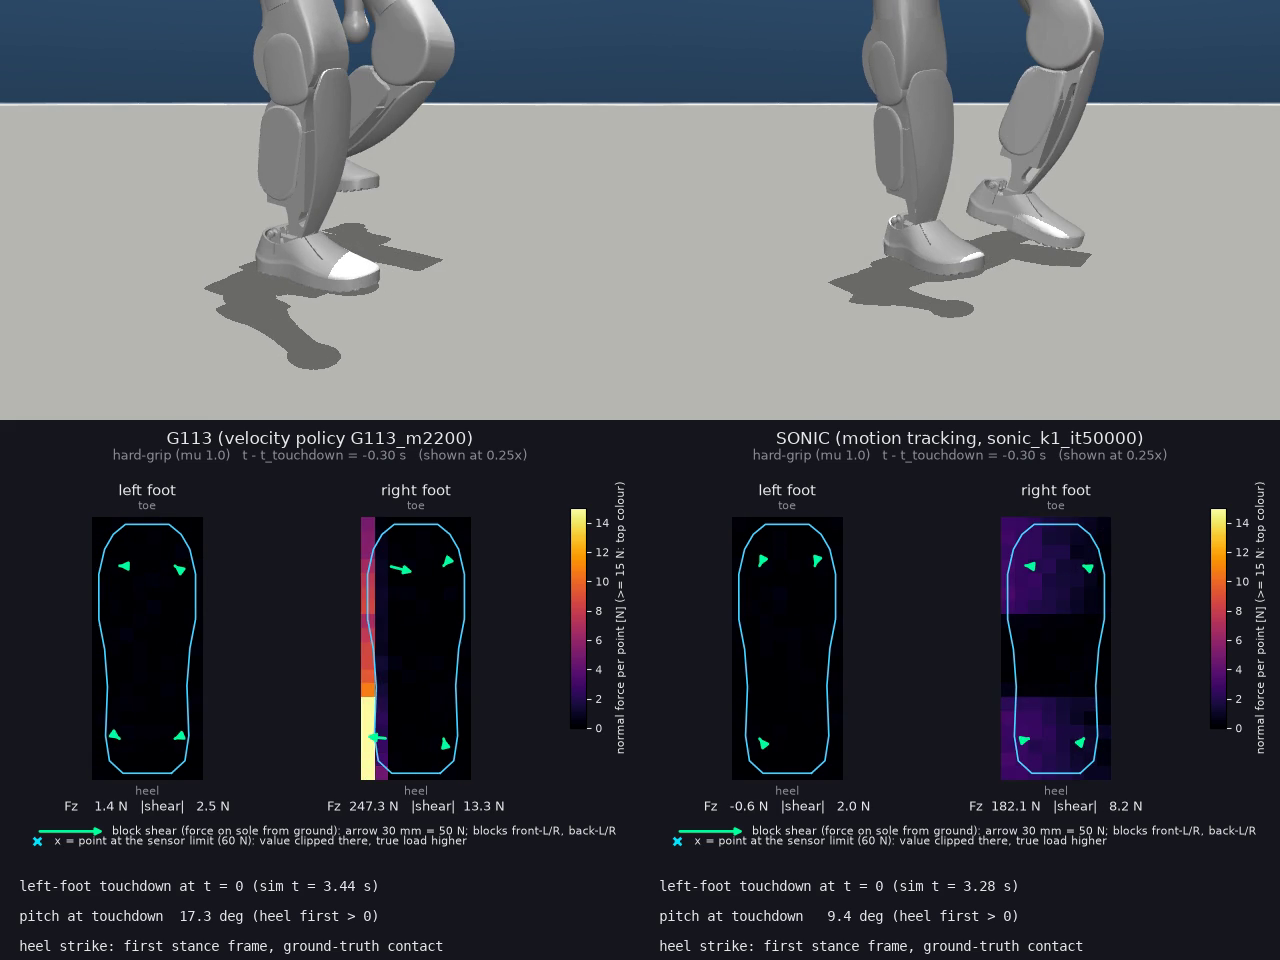 G113 (velocity policy G113_m2200)
hard-grip (mu 1.0)   t - t_touchdown = -0.30 s   (shown at 0.25x)
left foot
right foot
toe
toe
14
12
10
8
6
4
2
0
normal force per point [N] (>= 15 N: top colour)
heel
heel
Fz    1.4 N   |shear|   2.5 N
Fz  247.3 N   |shear|  13.3 N
block shear (force on sole from ground): arrow 30 mm = 50 N; blocks front-L/R, back-L/R
x = point at the sensor limit (60 N): value clipped there, true load higher
left-foot touchdown at t = 0 (sim t = 3.44 s)
pitch at touchdown  17.3 deg (heel first > 0)
heel strike: first stance frame, ground-truth contact
SONIC (motion tracking, sonic_k1_it50000)
hard-grip (mu 1.0)   t - t_touchdown = -0.30 s   (shown at 0.25x)
left foot
right foot
toe
toe
14
12
10
8
6
4
2
0
normal force per point [N] (>= 15 N: top colour)
heel
heel
Fz   -0.6 N   |shear|   2.0 N
Fz  182.1 N   |shear|   8.2 N
block shear (force on sole from ground): arrow 30 mm = 50 N; blocks front-L/R, back-L/R
x = point at the sensor limit (60 N): value clipped there, true load higher
left-foot touchdown at t = 0 (sim t = 3.28 s)
pitch at touchdown   9.4 deg (heel first > 0)
heel strike: first stance frame, ground-truth contact